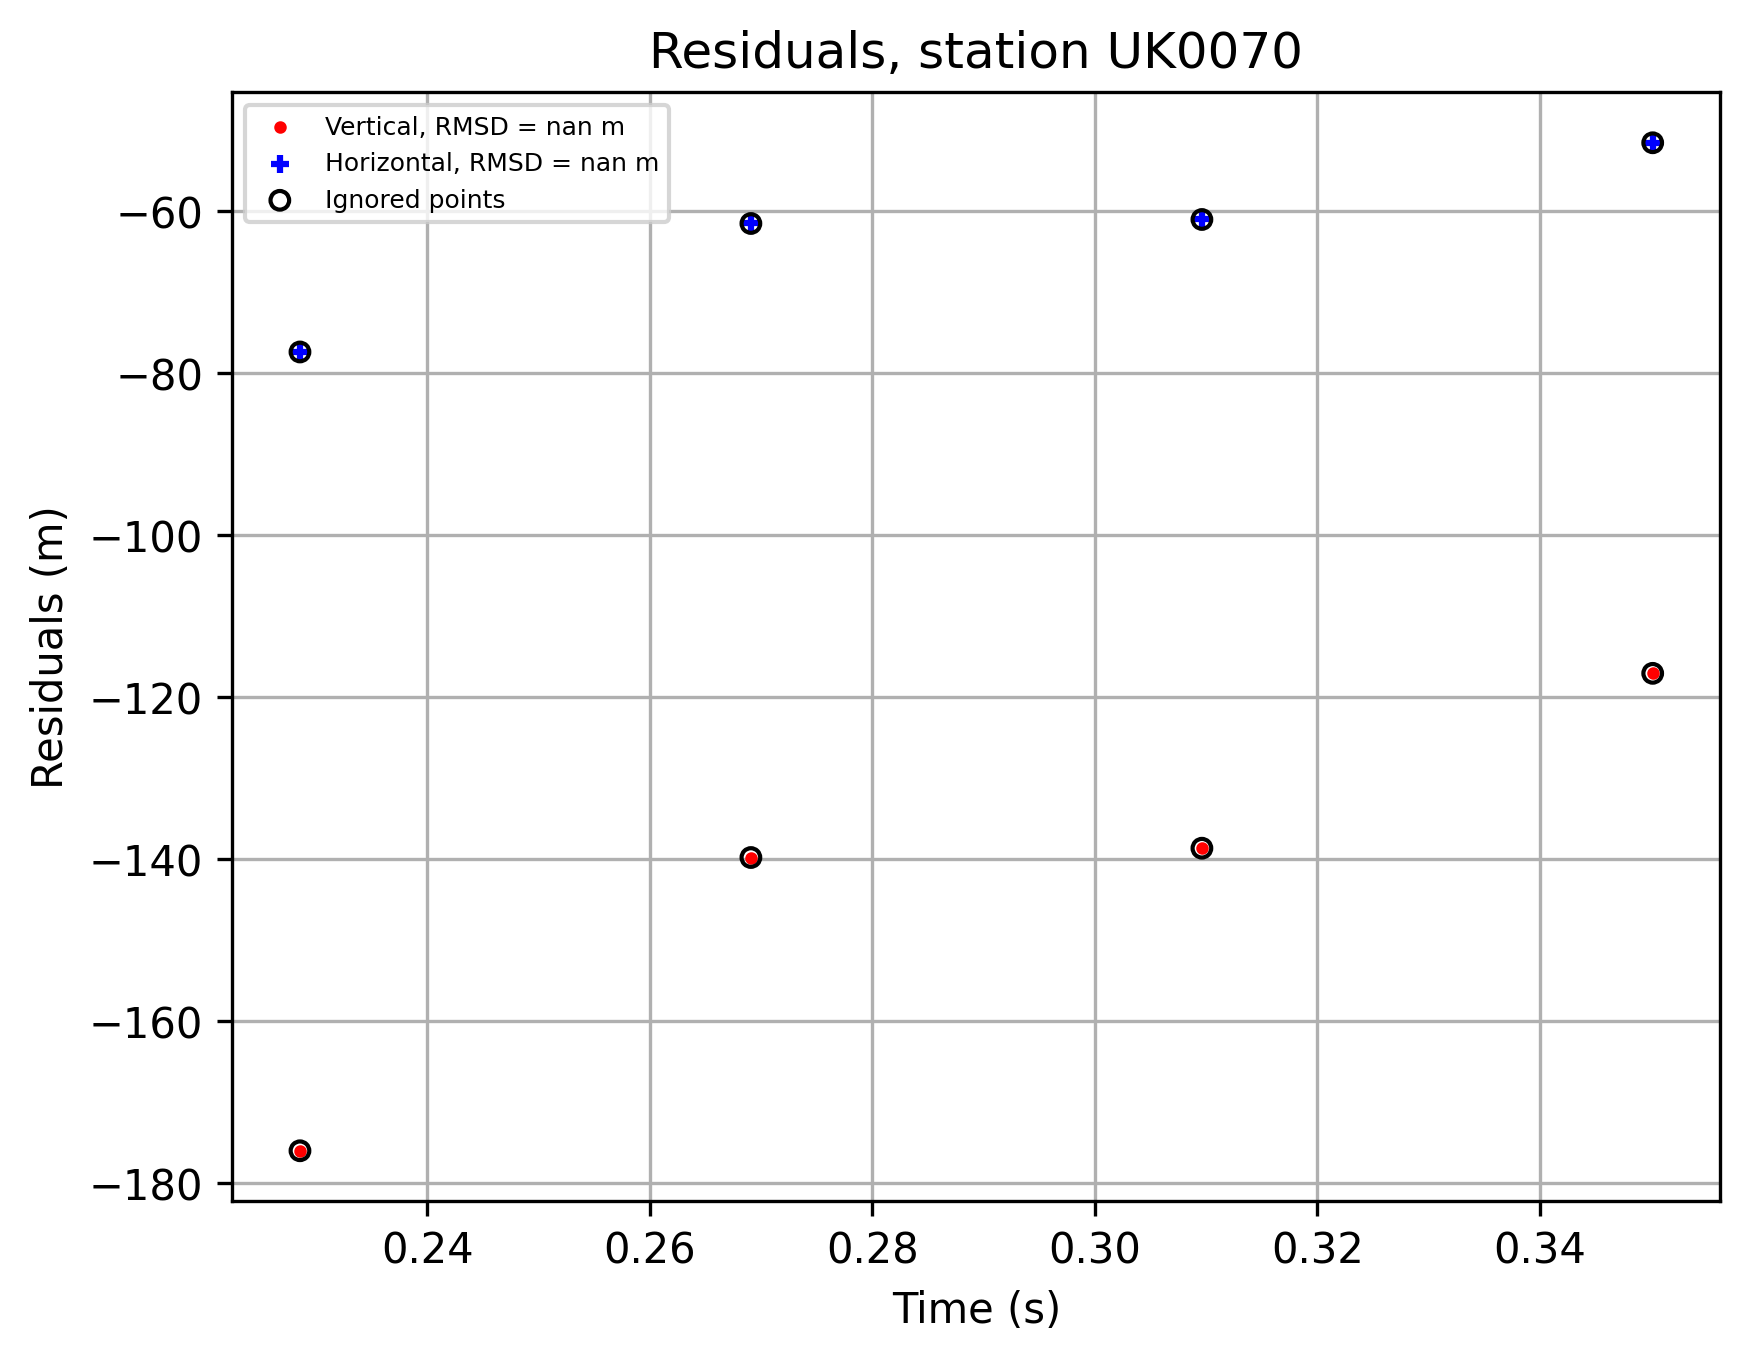 Residuals, station UK0070
Vertical, RMSD = nan m
Horizontal, RMSD = nan m
Ignored points
−60
−80
−100
−120
−140
−160
−180
Residuals (m)
0.24 0.26 0.28 0.30 0.32 0.34
Time (s)